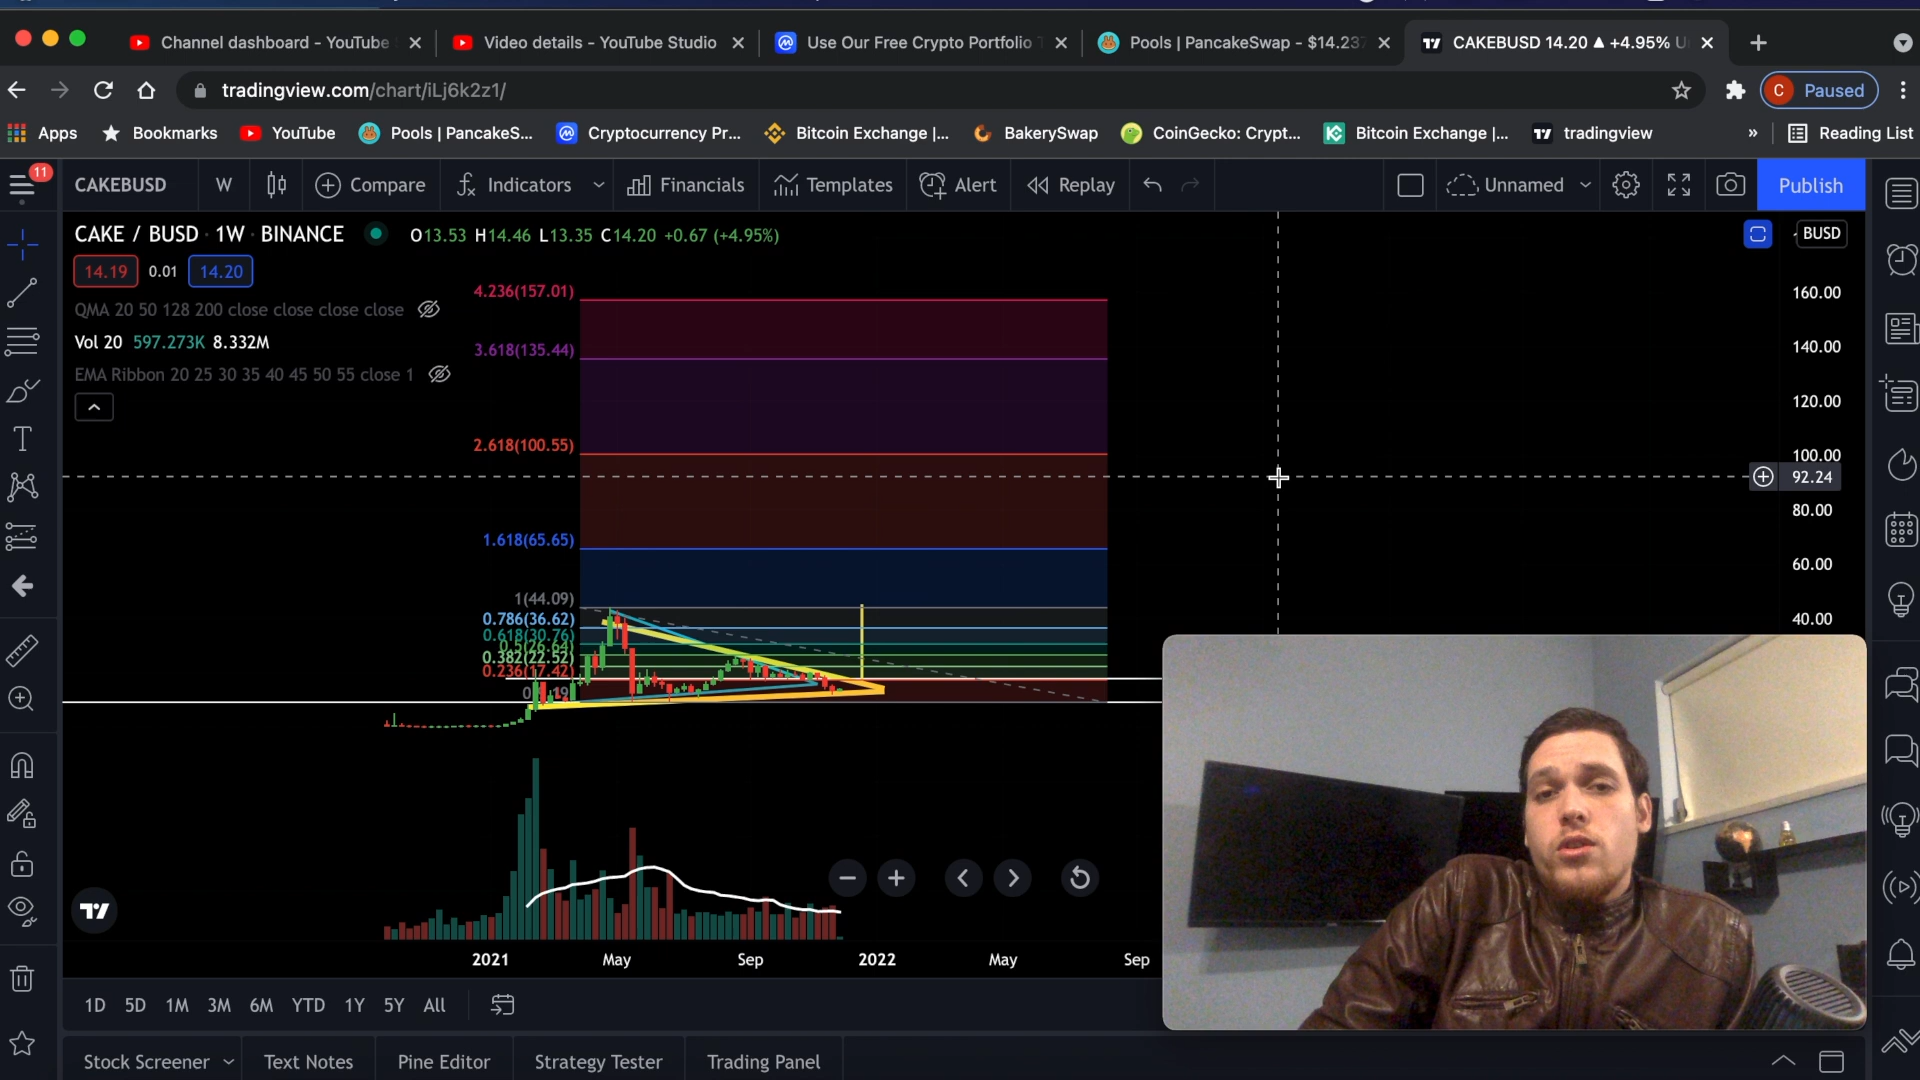 Channel dashboard - YouTube
Video details - YouTube Studio
Use Our Free Crypto Portfolio
Pools | PancakeSwap - $14.237
CAKEBUSD 14.20 ▲ +4.95% U
tradingview.com/chart/iLj6k2z1/
C Paused
Apps
Bookmarks
YouTube
Pools | PancakeS...
Cryptocurrency Pr...
Bitcoin Exchange |...
BakerySwap
CoinGecko: Crypt...
Bitcoin Exchange |...
tradingview
»
Reading List
11
CAKEBUSD
W
Compare
Indicators
Financials
Templates
Alert
Replay
Unnamed
Publish
CAKE / BUSD · 1W · BINANCE
O13.53 H14.46 L13.35 C14.20 +0.67 (+4.95%)
BUSD
14.19 0.01 14.20
QMA 20 50 128 200 close close close close
Vol 20 597.273K 8.332M
EMA Ribbon 20 25 30 35 40 45 50 55 close 1
4.236(157.01)
3.618(135.44)
2.618(100.55)
1.618(65.65)
1(44.09)
0.786(36.62)
0.618(30.76)
0.5(26.64)
0.382(22.52)
0.236(17.42)
160.00
140.00
120.00
100.00
92.24
80.00
60.00
40.00
2021
May
Sep
2022
May
Sep
1D 5D 1M 3M 6M YTD 1Y 5Y All
Stock Screener
Text Notes
Pine Editor
Strategy Tester
Trading Panel